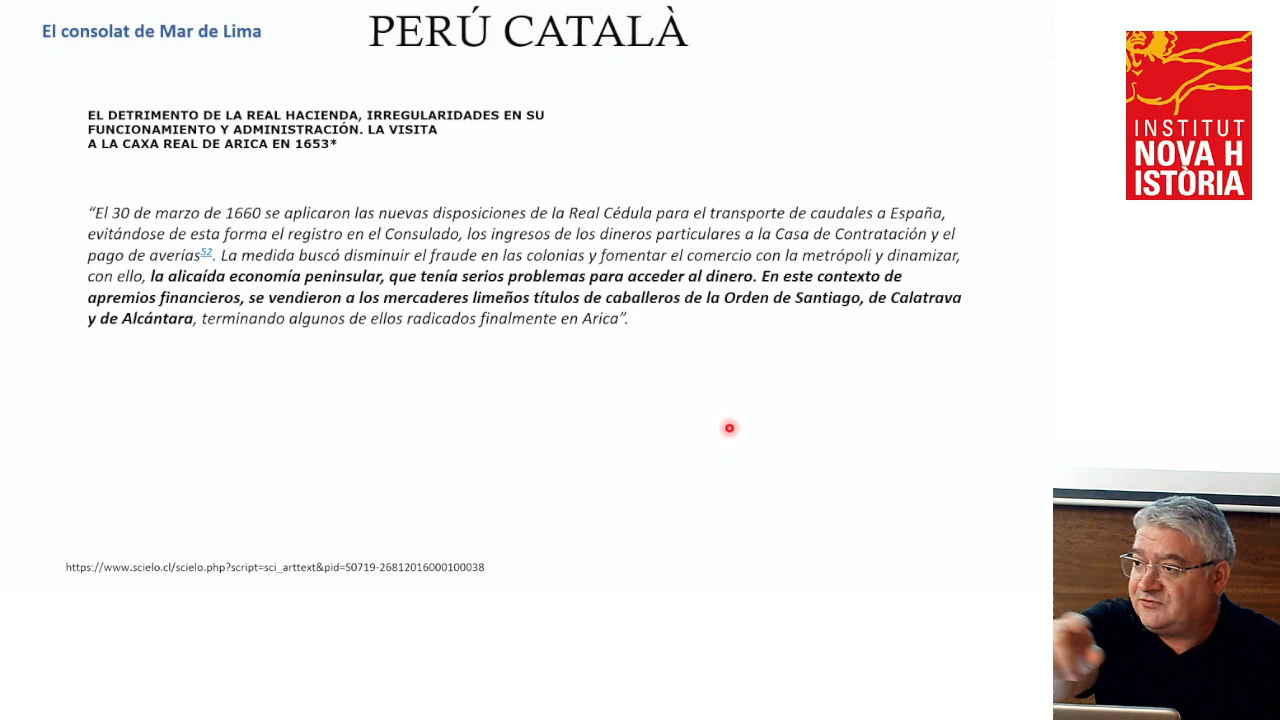 El consolat de Mar de Lima
PERÚ CATALÀ
EL DETRIMENTO DE LA REAL HACIENDA, IRREGULARIDADES EN SU
FUNCIONAMIENTO Y ADMINISTRACIÓN. LA VISITA
A LA CAXA REAL DE ARICA EN 1653*
“El 30 de marzo de 1660 se aplicaron las nuevas disposiciones de la Real Cédula para el transporte de caudales a España,
evitándose de esta forma el registro en el Consulado, los ingresos de los dineros particulares a la Casa de Contratación y el
pago de averías52. La medida buscó disminuir el fraude en las colonias y fomentar el comercio con la metrópoli y dinamizar,
con ello, la alicaída economía peninsular, que tenía serios problemas para acceder al dinero. En este contexto de
apremios financieros, se vendieron a los mercaderes limeños títulos de caballeros de la Orden de Santiago, de Calatrava
y de Alcántara, terminando algunos de ellos radicados finalmente en Arica”.
https://www.scielo.cl/scielo.php?script=sci_arttext&pid=S0719-26812016000100038
INSTITUT
NOVA H
ISTÒRIA